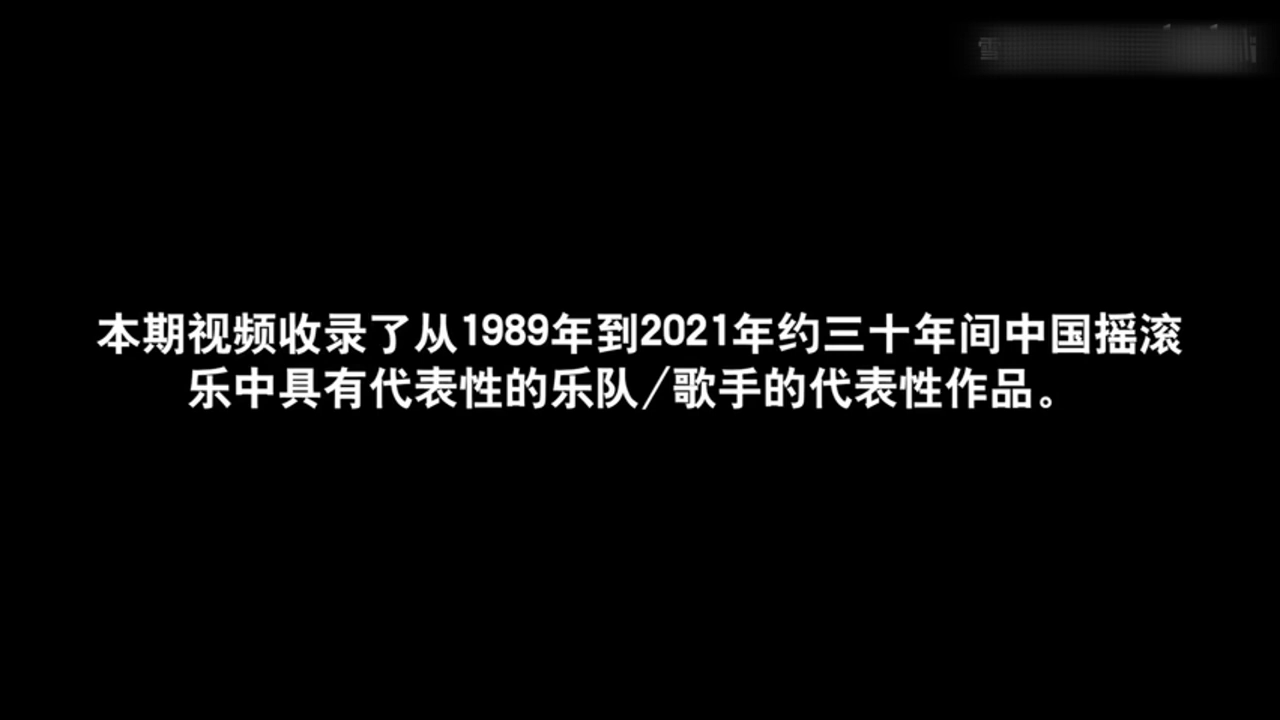 本期视频收录了从1989年到2021年约三十年间中国摇滚
乐中具有代表性的乐队/歌手的代表性作品。